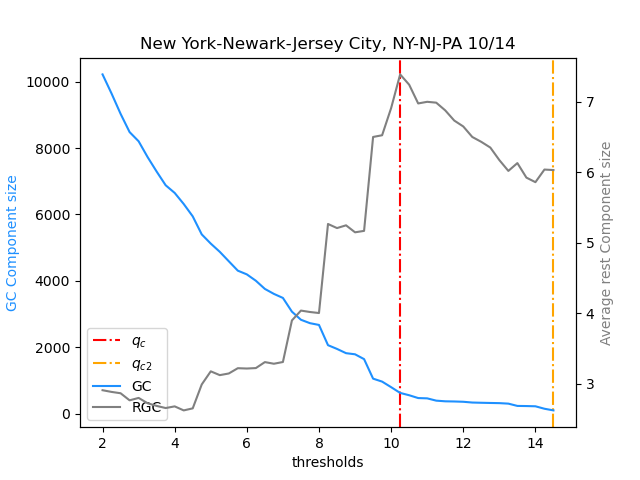 New York-Newark-Jersey City, NY-NJ-PA 10/14
10000
8000
6000
4000
2000
0
GC Component size
7
6
5
4
3
Average rest Component size
q_c
q_c2
GC
RGC
2 4 6 8 10 12 14
thresholds